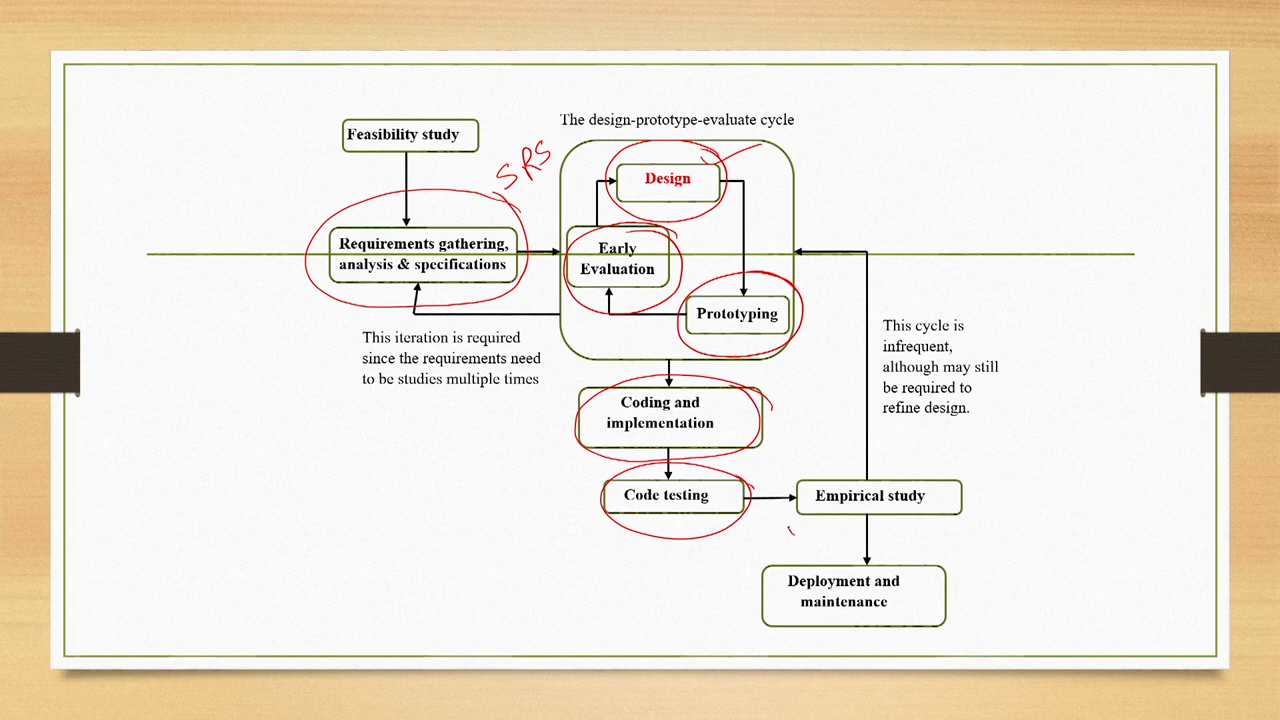 The design-prototype-evaluate cycle
Feasibility study
SRS
Design
Requirements gathering,
analysis & specifications
Early
Evaluation
Prototyping
This iteration is required
since the requirements need
to be studies multiple times
This cycle is
infrequent,
although may still
be required to
refine design.
Coding and
implementation
Code testing
Empirical study
Deployment and
maintenance